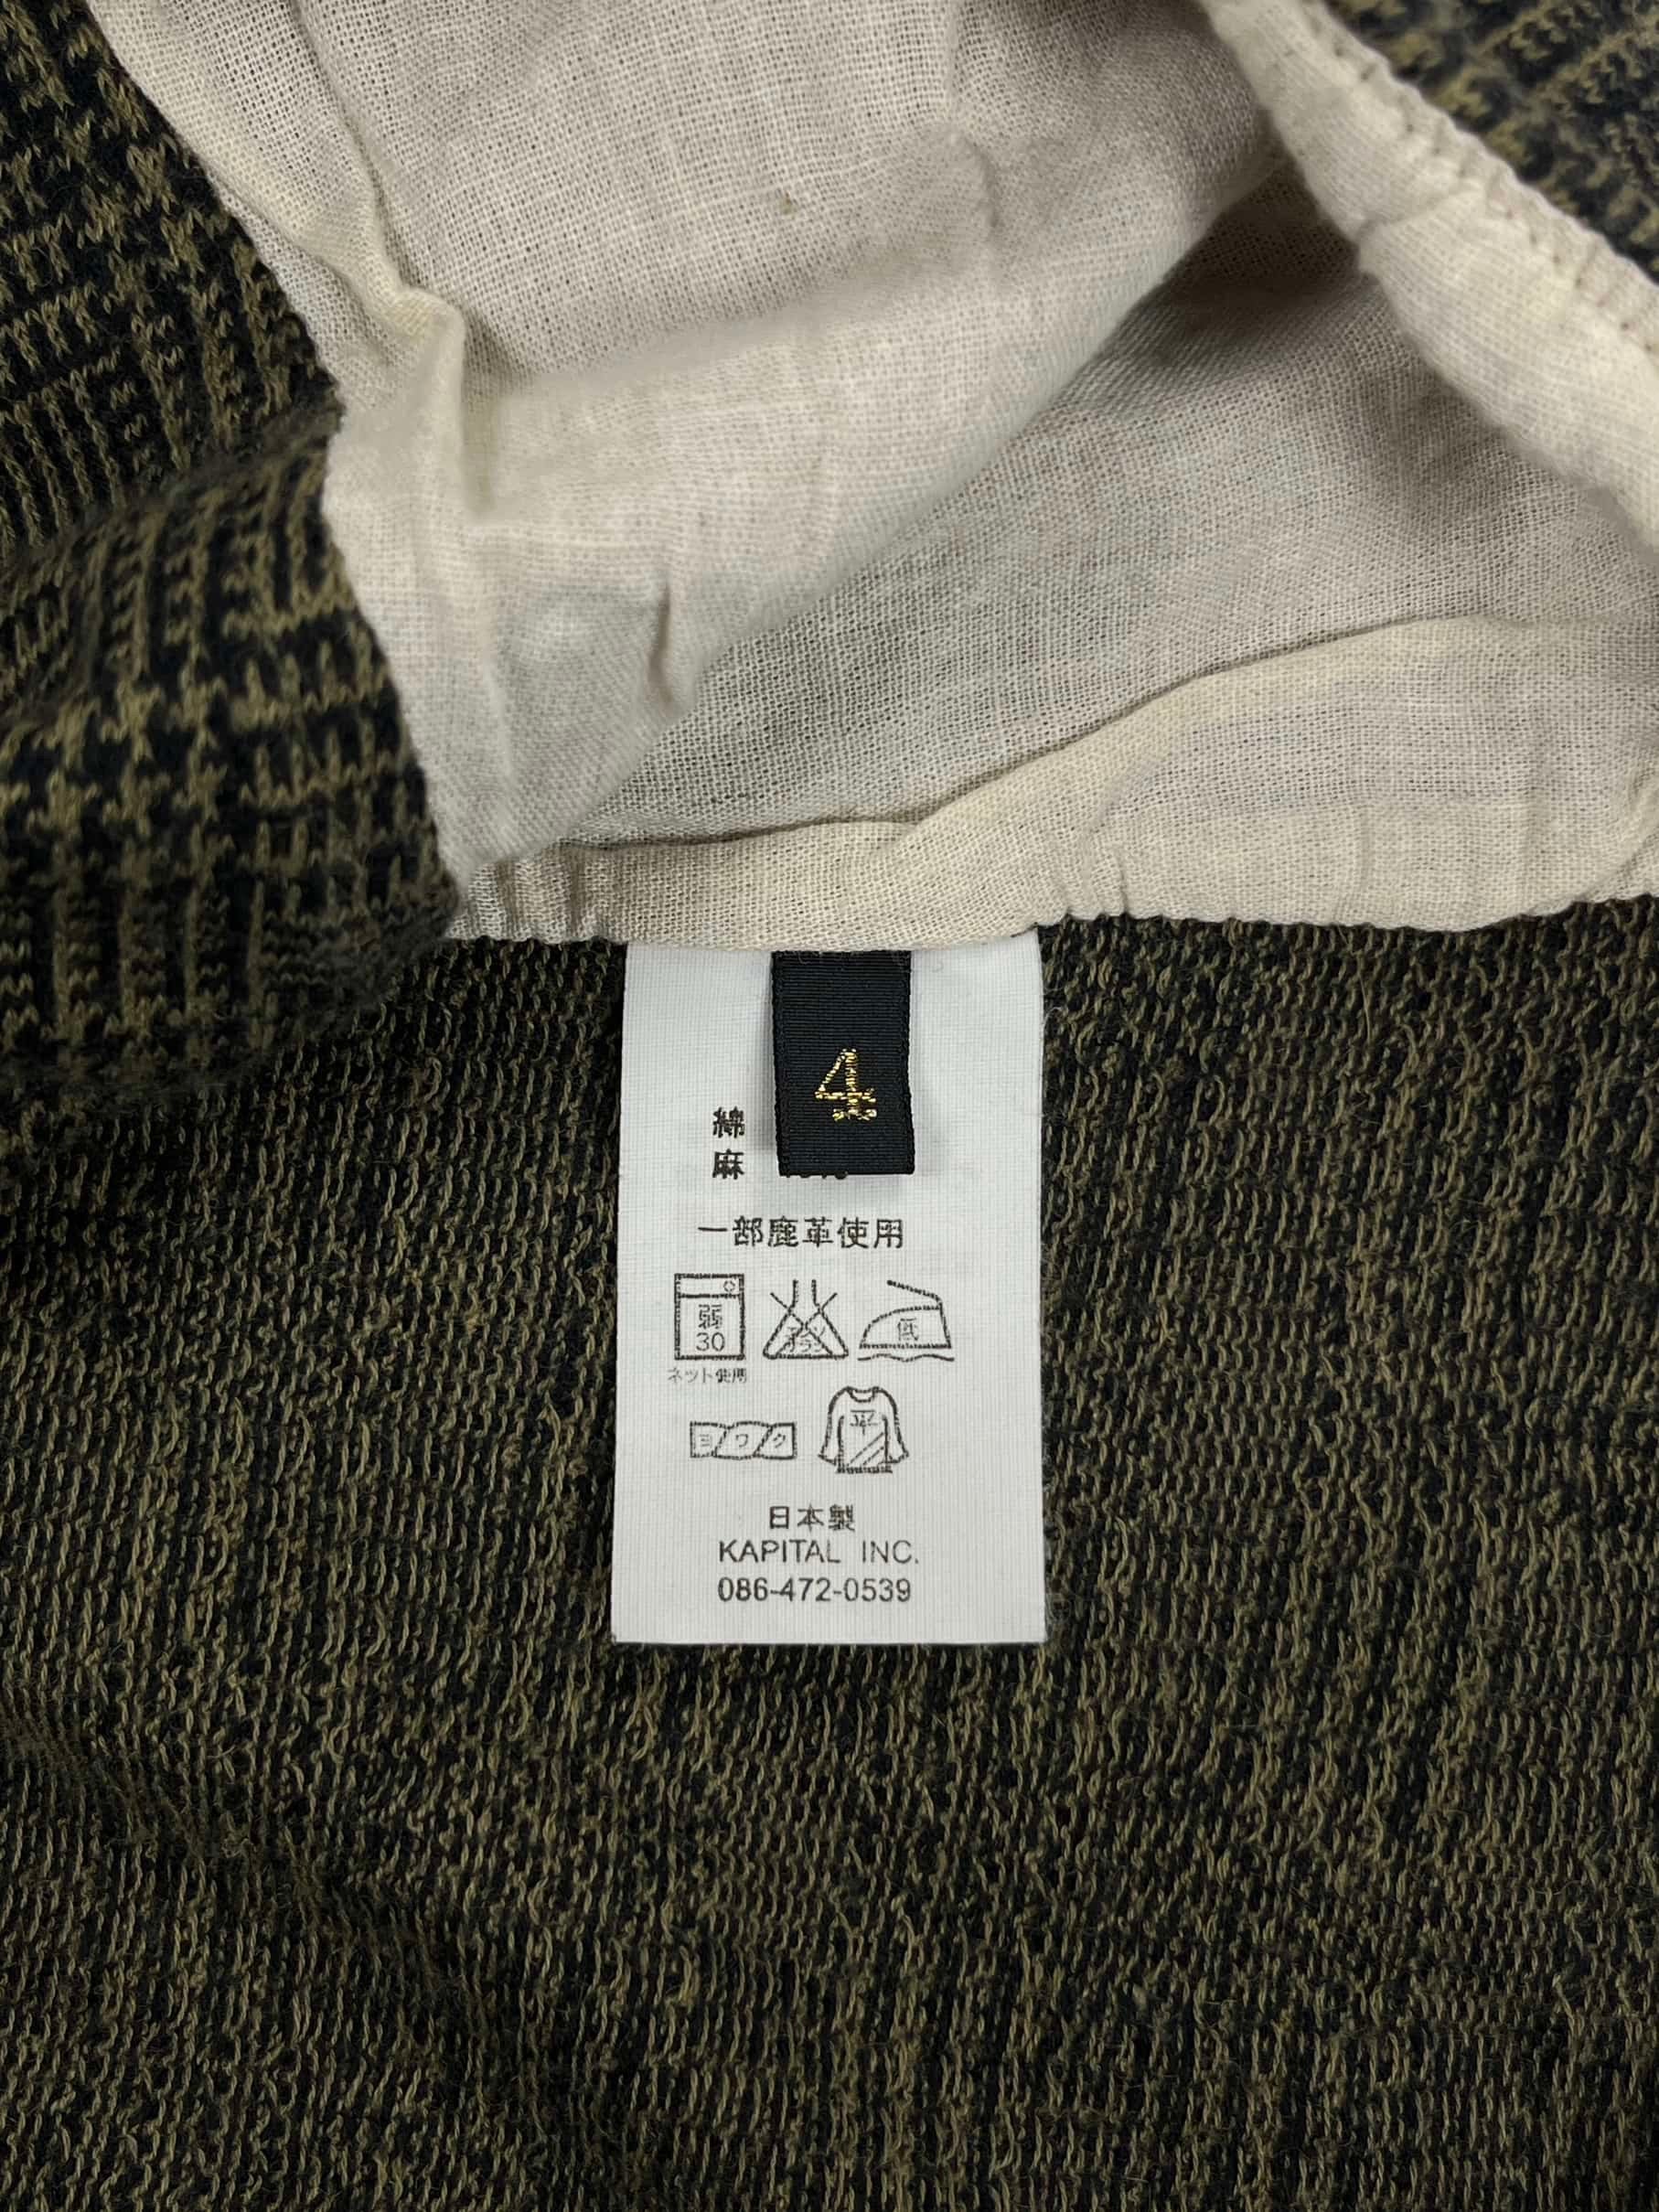 4
綿
麻
一部鹿革使用
弱
30
低
ネット使用
ヨワク
平
日本製
KAPITAL INC.
086-472-0539